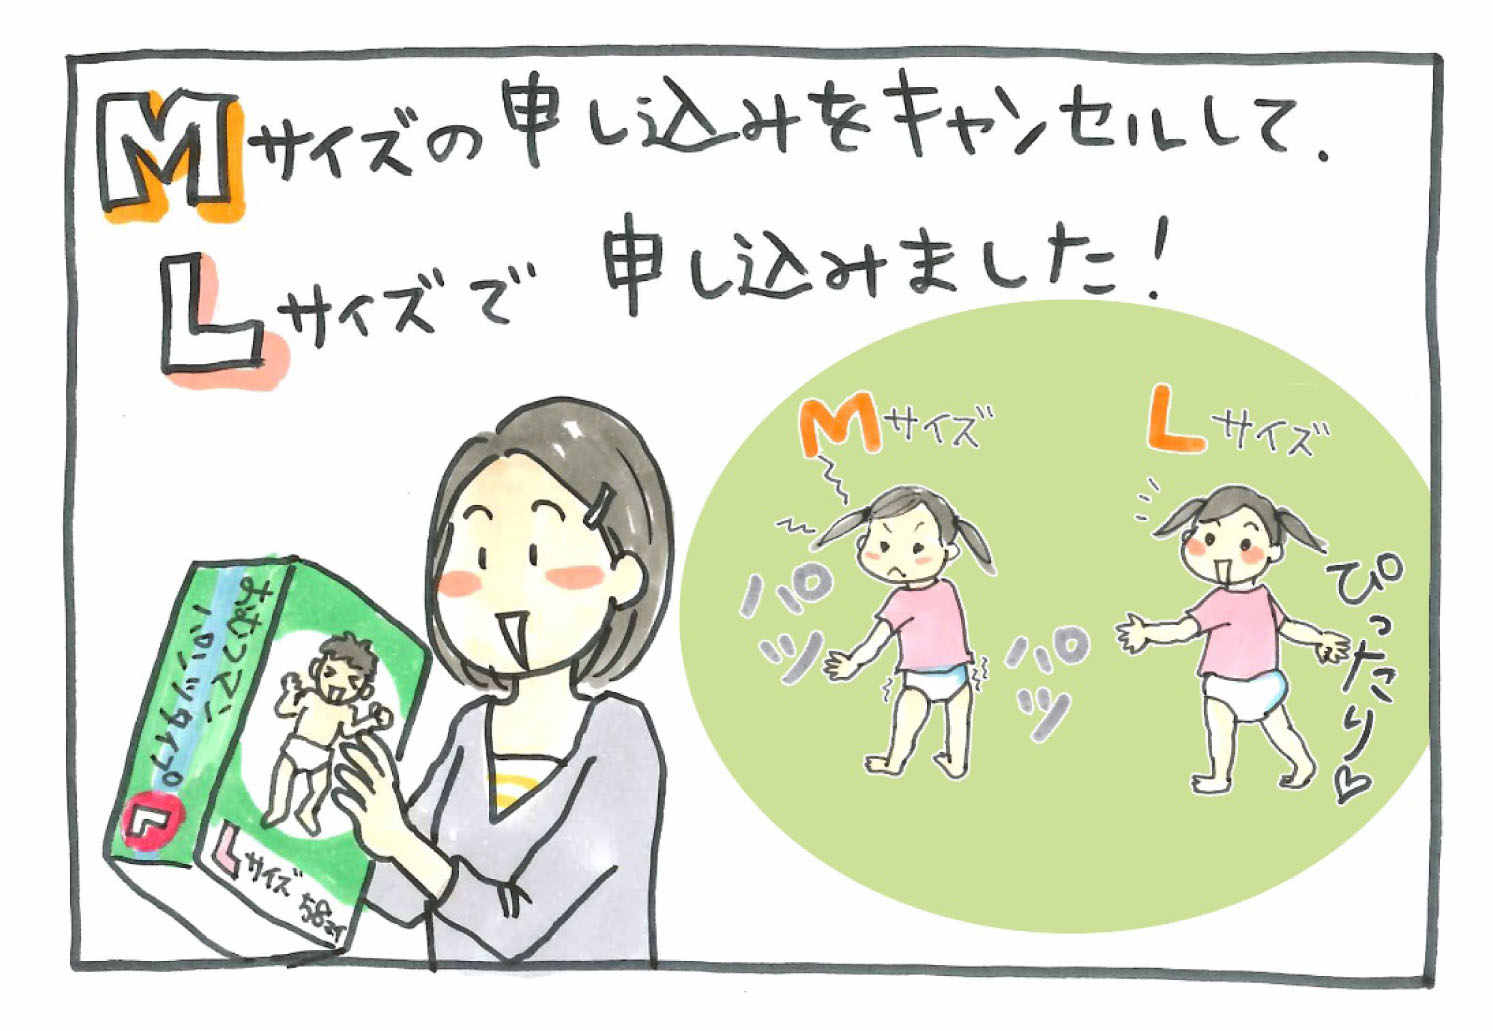 Mサイズの申し込みをキャンセルして.
Lサイズで 申し込みました!
Mサイズ
Lサイズ
パツ
パツ
ぴったり♡
おむつマン
パンツタイプ
L
Lサイズ 58コイ